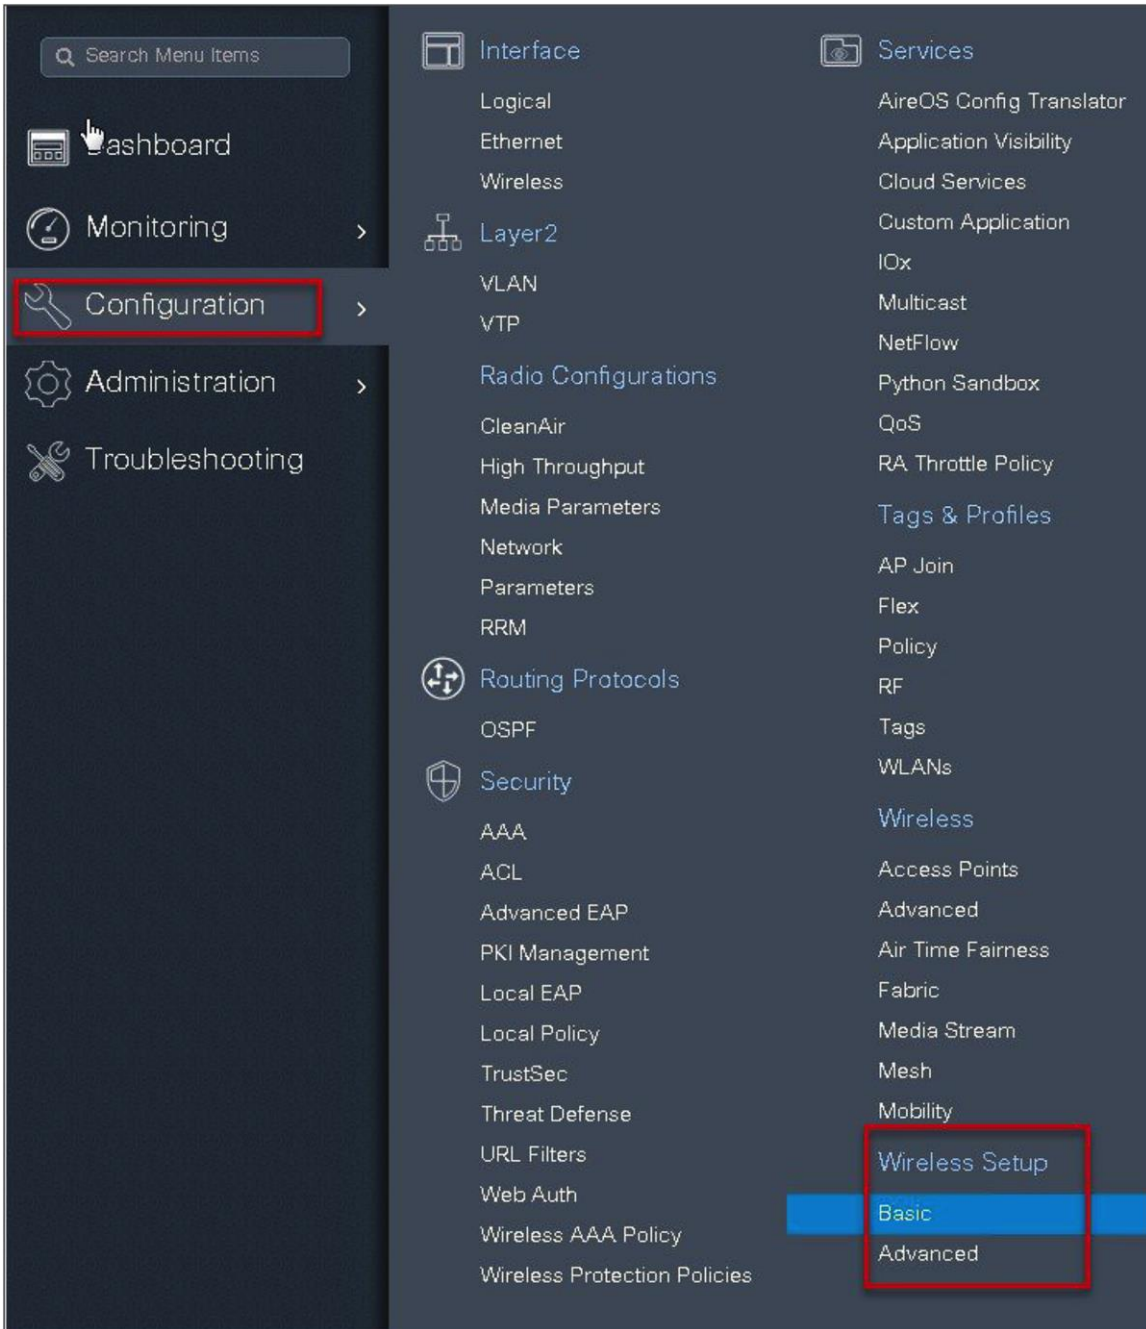 Search Menu Items
Dashboard
Monitoring
Configuration
Administration
Troubleshooting
Interface
Logical
Ethernet
Wireless
Layer2
VLAN
VTP
Radio Configurations
CleanAir
High Throughput
Media Parameters
Network
Parameters
RRM
Routing Protocols
OSPF
Security
AAA
ACL
Advanced EAP
PKI Management
Local EAP
Local Policy
TrustSec
Threat Defense
URL Filters
Web Auth
Wireless AAA Policy
Wireless Protection Policies
Services
AireOS Config Translator
Application Visibility
Cloud Services
Custom Application
IOx
Multicast
NetFlow
Python Sandbox
QoS
RA Throttle Policy
Tags & Profiles
AP Join
Flex
Policy
RF
Tags
WLANs
Wireless
Access Points
Advanced
Air Time Fairness
Fabric
Media Stream
Mesh
Mobility
Wireless Setup
Basic
Advanced